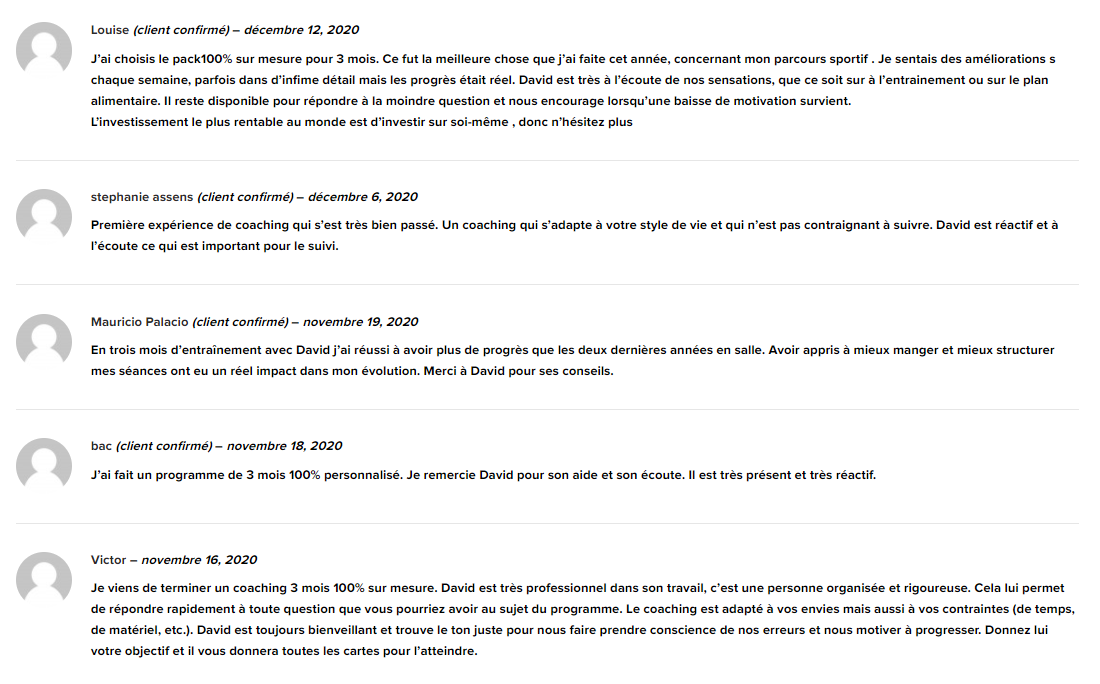 Louise (client confirmé) – décembre 12, 2020
J’ai choisis le pack100% sur mesure pour 3 mois. Ce fut la meilleure chose que j’ai faite cet année, concernant mon parcours sportif . Je sentais des améliorations s
chaque semaine, parfois dans d’infime détail mais les progrès était réel. David est très à l’écoute de nos sensations, que ce soit sur à l’entrainement ou sur le plan
alimentaire. Il reste disponible pour répondre à la moindre question et nous encourage lorsqu’une baisse de motivation survient.
L’investissement le plus rentable au monde est d’investir sur soi-même , donc n’hésitez plus
stephanie assens (client confirmé) – décembre 6, 2020
Première expérience de coaching qui s’est très bien passé. Un coaching qui s’adapte à votre style de vie et qui n’est pas contraignant à suivre. David est réactif et à
l’écoute ce qui est important pour le suivi.
Mauricio Palacio (client confirmé) – novembre 19, 2020
En trois mois d’entraînement avec David j’ai réussi à avoir plus de progrès que les deux dernières années en salle. Avoir appris à mieux manger et mieux structurer
mes séances ont eu un réel impact dans mon évolution. Merci à David pour ses conseils.
bac (client confirmé) – novembre 18, 2020
J’ai fait un programme de 3 mois 100% personnalisé. Je remercie David pour son aide et son écoute. Il est très présent et très réactif.
Victor – novembre 16, 2020
Je viens de terminer un coaching 3 mois 100% sur mesure. David est très professionnel dans son travail, c’est une personne organisée et rigoureuse. Cela lui permet
de répondre rapidement à toute question que vous pourriez avoir au sujet du programme. Le coaching est adapté à vos envies mais aussi à vos contraintes (de temps,
de matériel, etc.). David est toujours bienveillant et trouve le ton juste pour nous faire prendre conscience de nos erreurs et nous motiver à progresser. Donnez lui
votre objectif et il vous donnera toutes les cartes pour l’atteindre.